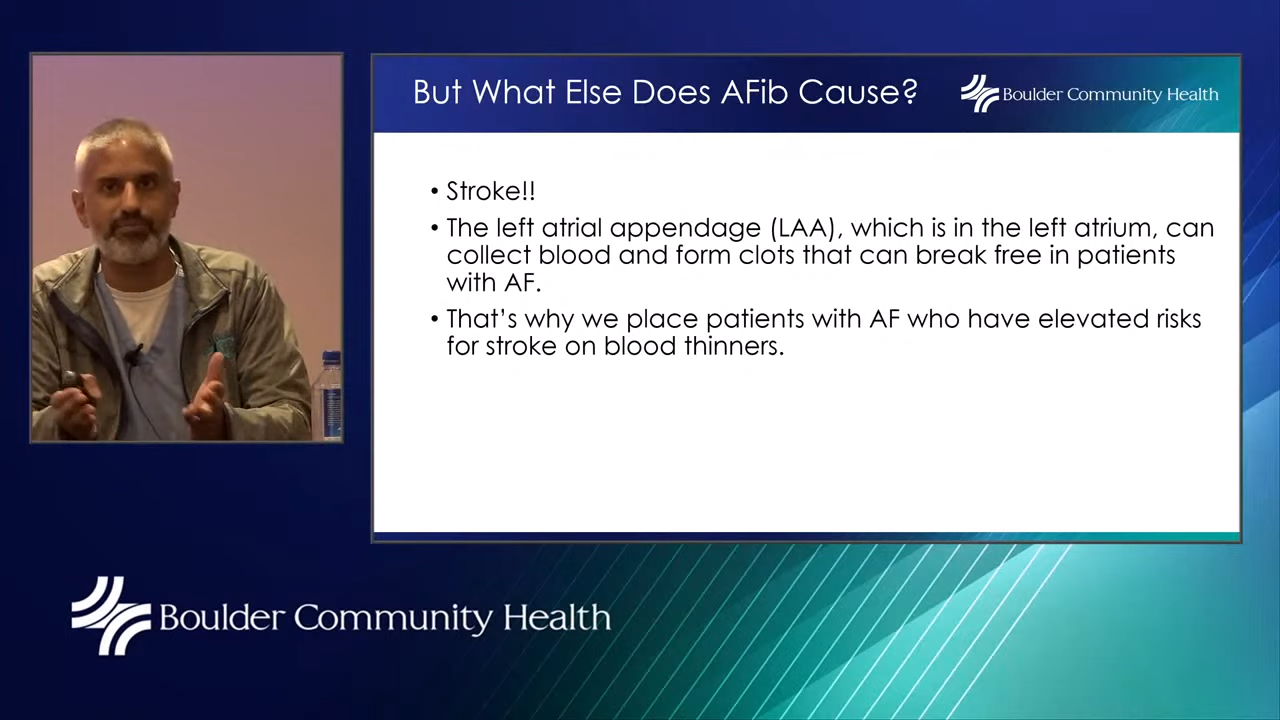 But What Else Does AFib Cause?
Boulder Community Health
• Stroke!!
• The left atrial appendage (LAA), which is in the left atrium, can
collect blood and form clots that can break free in patients
with AF.
• That's why we place patients with AF who have elevated risks
for stroke on blood thinners.
Boulder Community Health